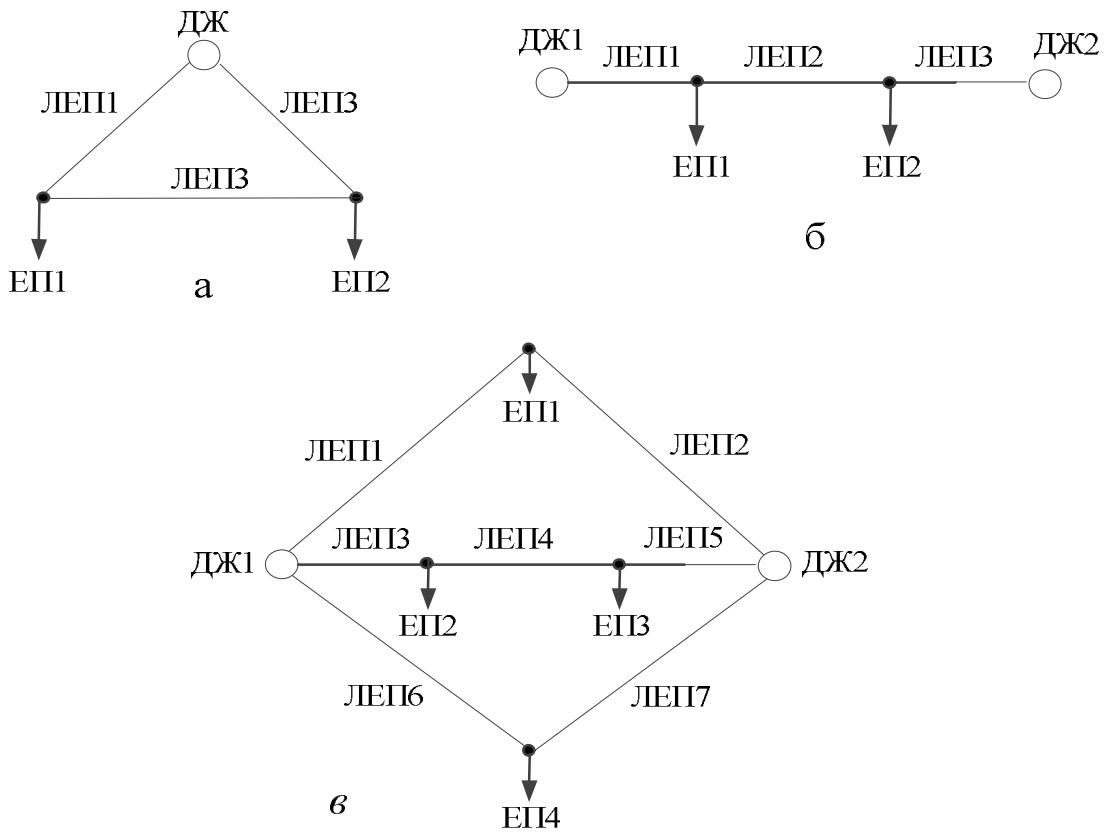 ДЖ
ЛЕП1
ЛЕП3
ЛЕП3
ЕП1
ЕП2
а
ДЖ1
ЛЕП1
ЛЕП2
ЛЕП3
ДЖ2
ЕП1
ЕП2
б
ЕП1
ЛЕП1
ЛЕП2
ДЖ1
ЛЕП3
ЛЕП4
ЛЕП5
ДЖ2
ЕП2
ЕП3
ЛЕП6
ЛЕП7
ЕП4
в